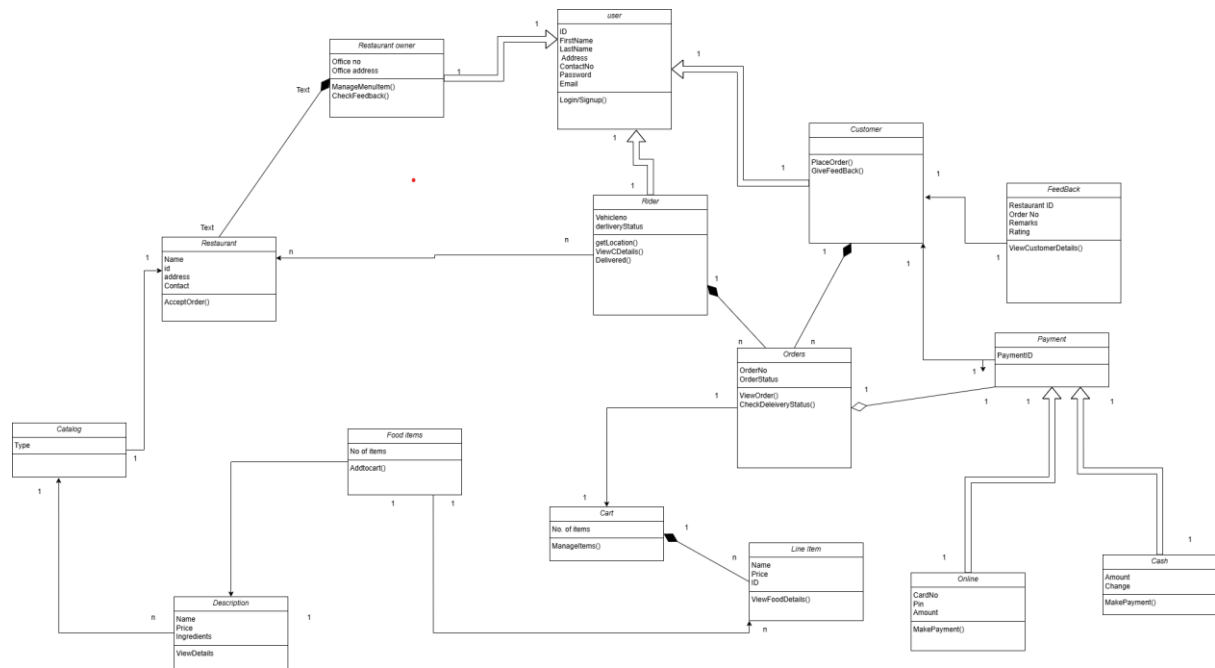 user
ID
FirstName
LastName
Address
ContactNo
Password
Email
Login/Signup()
1
1
1
Restaurant owner
Office no
Office address
ManageMenuItem()
CheckFeedback()
1
Text
Text
Customer
PlaceOrder()
GiveFeedBack()
1
1
1
1
FeedBack
Restaurant ID
Order No
Remarks
Rating
ViewCustomerDetails()
1
Rider
Vehicleno
derliveryStatus
getLocation()
ViewCDetails()
Delivered()
1
n
1
Restaurant
Name
id
address
Contact
AcceptOrder()
1
n
Orders
OrderNo
OrderStatus
ViewOrder()
CheckDeleiveryStatus()
n
n
1
1
Payment
PaymentID
1
1
1
1
Catalog
Type
1
1
Food items
No of items
Addtocart()
1
1
Cart
No. of items
ManageItems()
1
1
Line item
Name
Price
ID
ViewFoodDetails()
n
n
Description
Name
Price
Ingredients
ViewDetails
n
1
Online
CardNo
Pin
Amount
MakePayment()
1
Cash
Amount
Change
MakePayment()
1